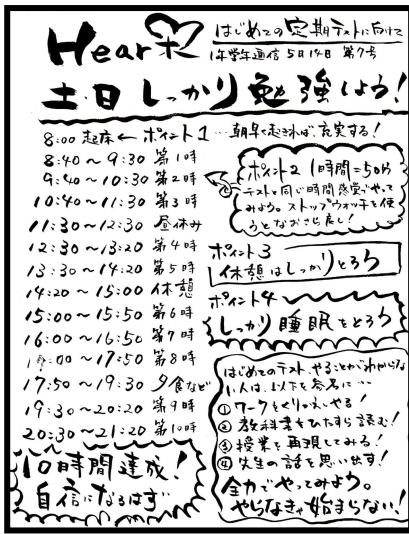 Hear
はじめての定期テストに向けて
1年学年通信 5月14日 第7号
土・日 しっかり勉強しよう!
8:00 起床 ← ポイント1 … 朝早く起きれば、充実する!
8:40～9:30 第1時
9:40～10:30 第2時
10:40～11:30 第3時
11:30～12:30 昼休み
12:30～13:20 第4時
13:30～14:20 第5時
14:20～15:00 休憩
15:00～15:50 第6時
16:00～16:50 第7時
:00～17:50 第8時
17:50～19:30 夕食など
19:30～20:20 第9時
20:30～21:20 第10時
10時間達成!
自信になるはず
ポイント2 1時間=50分
テストと同じ時間感覚でやって
みよう。ストップウォッチを使
うとなおさら良し!
ポイント3
休憩はしっかりとろう
ポイント4
しっかり睡眠をとろう
はじめてのテスト、やることがわからな
い人は、以下を参考に…
① ワークをくりかえしやる!
② 教科書をひたすら読む!
③ 授業を再現してみる!
④ 先生の話を思い出す!
全力でやってみよう。
やらなきゃ始まらない!